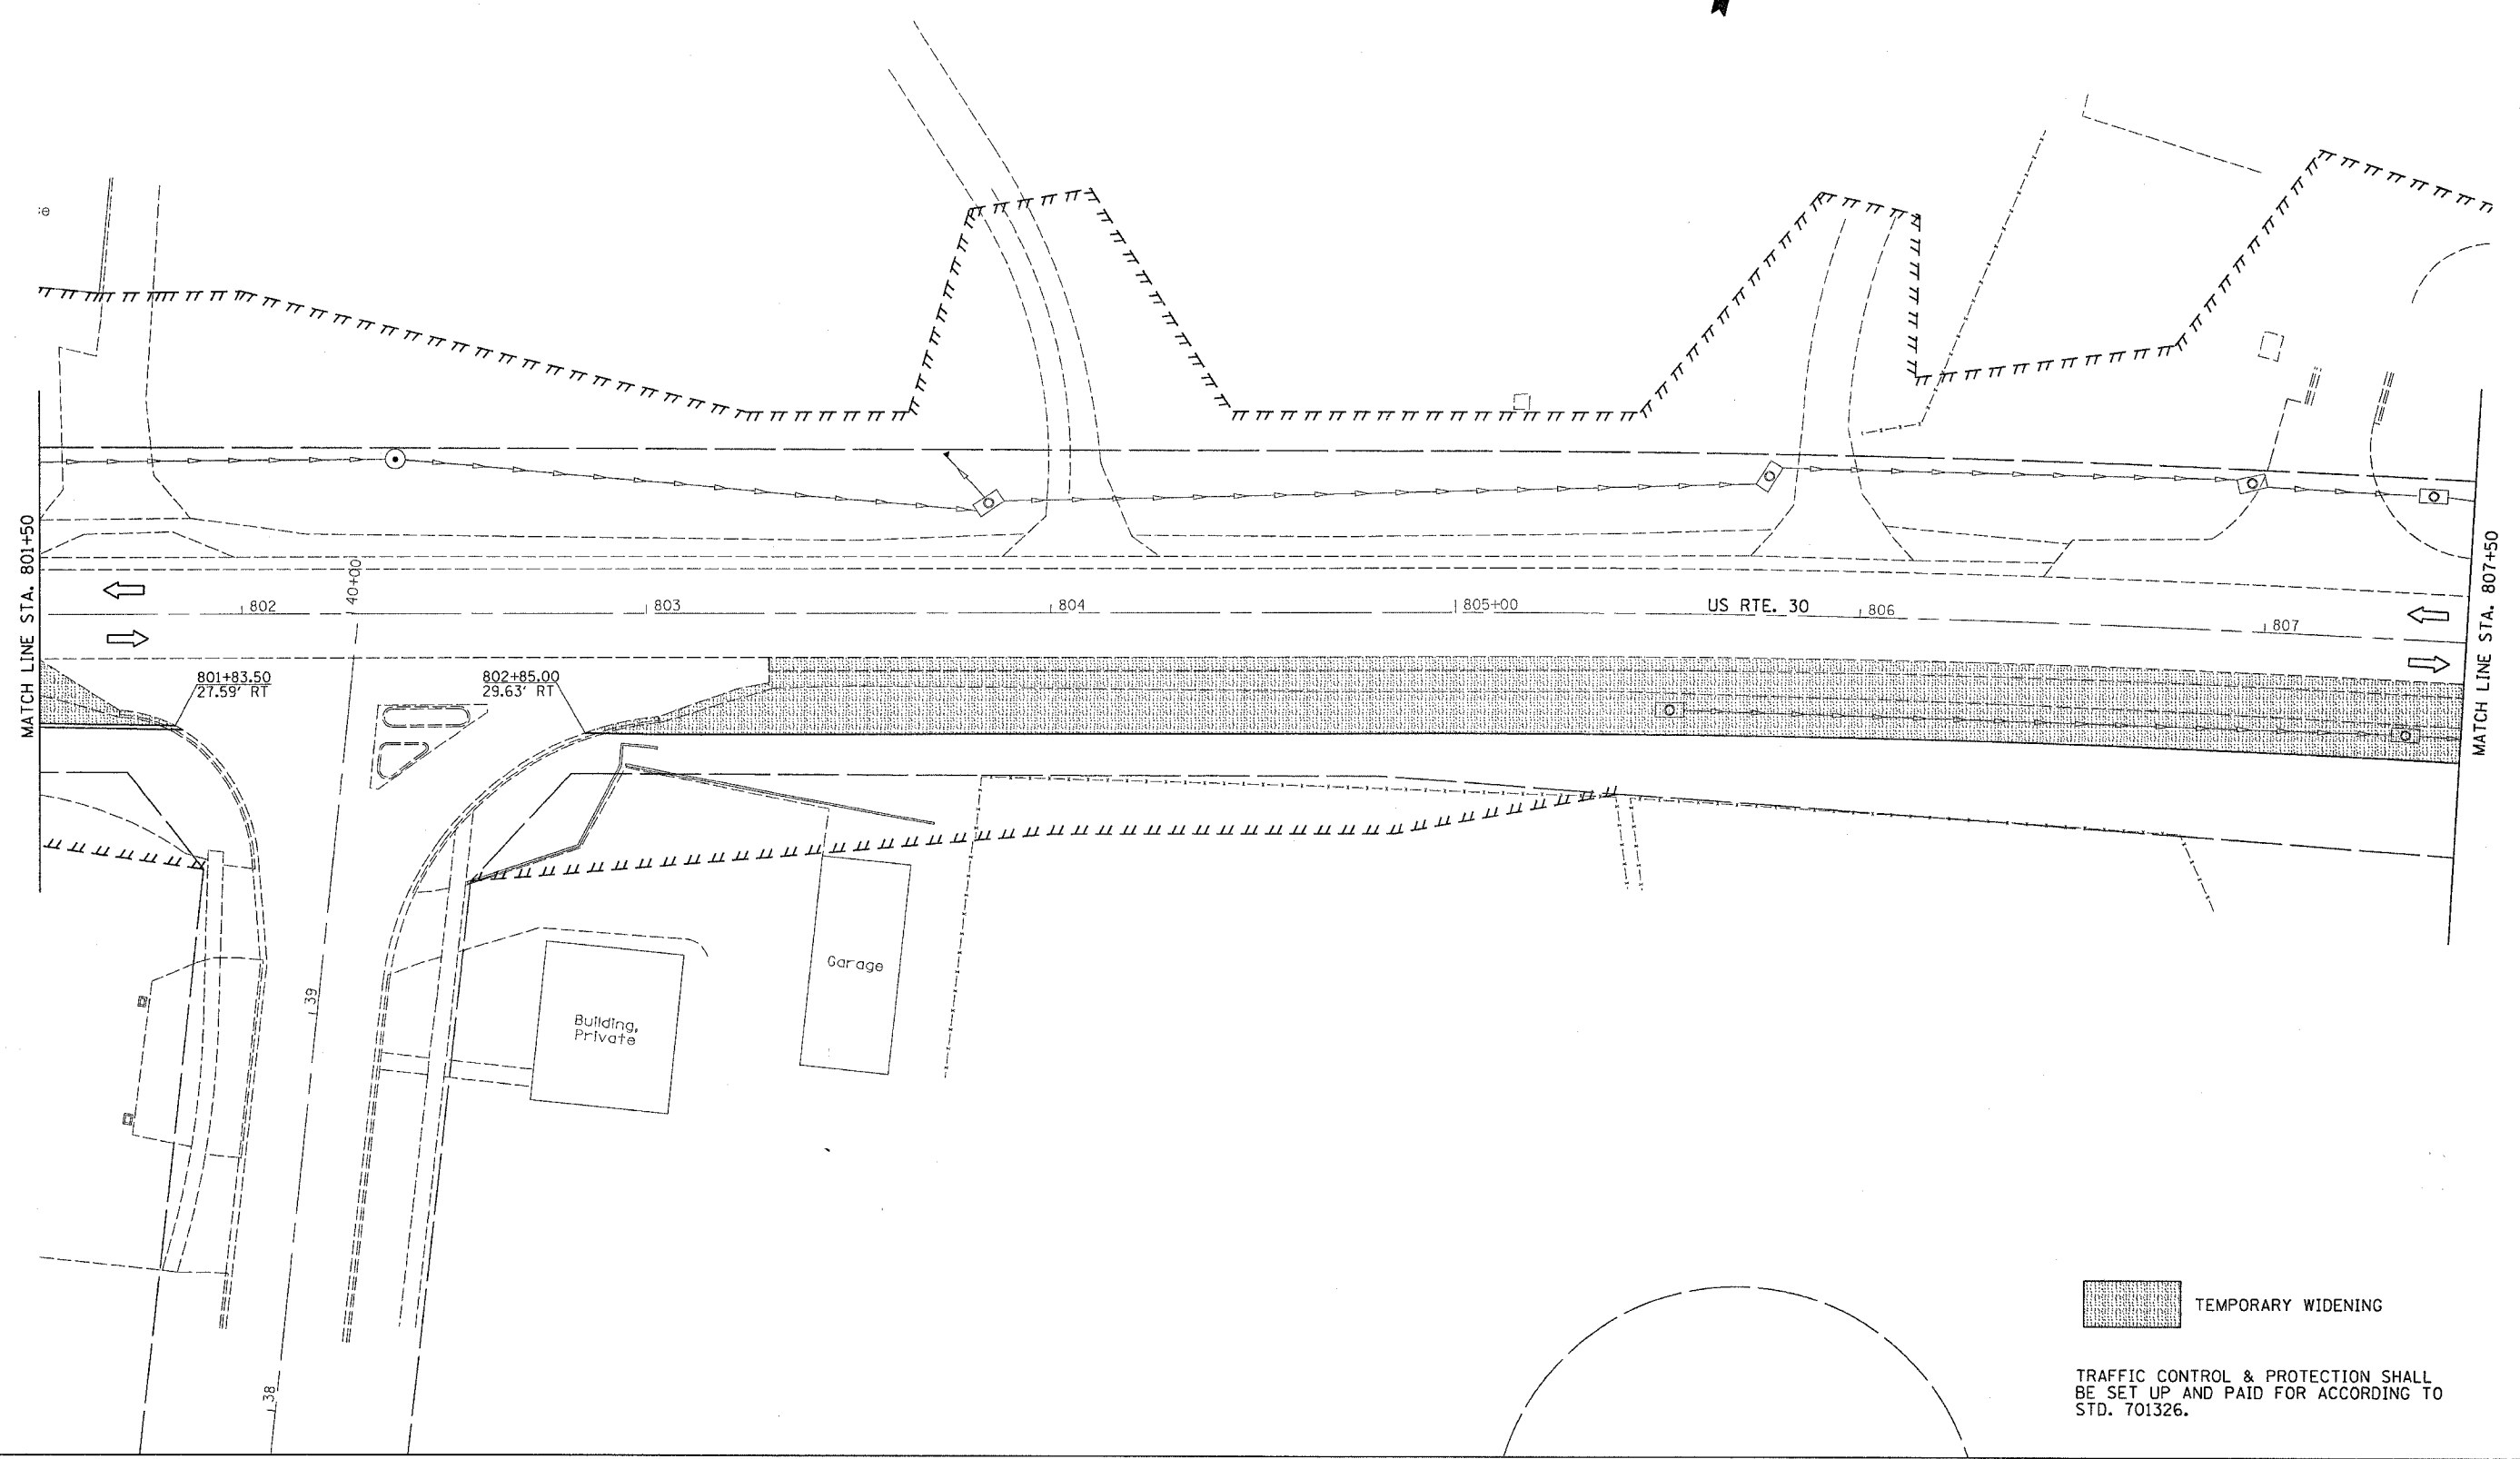 MATCH LINE STA. 801+50
40+00
802
803
804
805+00
US RTE. 30
806
807
MATCH LINE STA. 807+50
801+83.50
27.59' RT
802+85.00
29.63' RT
Garage
39
Building,
Private
38
TEMPORARY WIDENING
TRAFFIC CONTROL & PROTECTION SHALL
BE SET UP AND PAID FOR ACCORDING TO
STD. 701326.